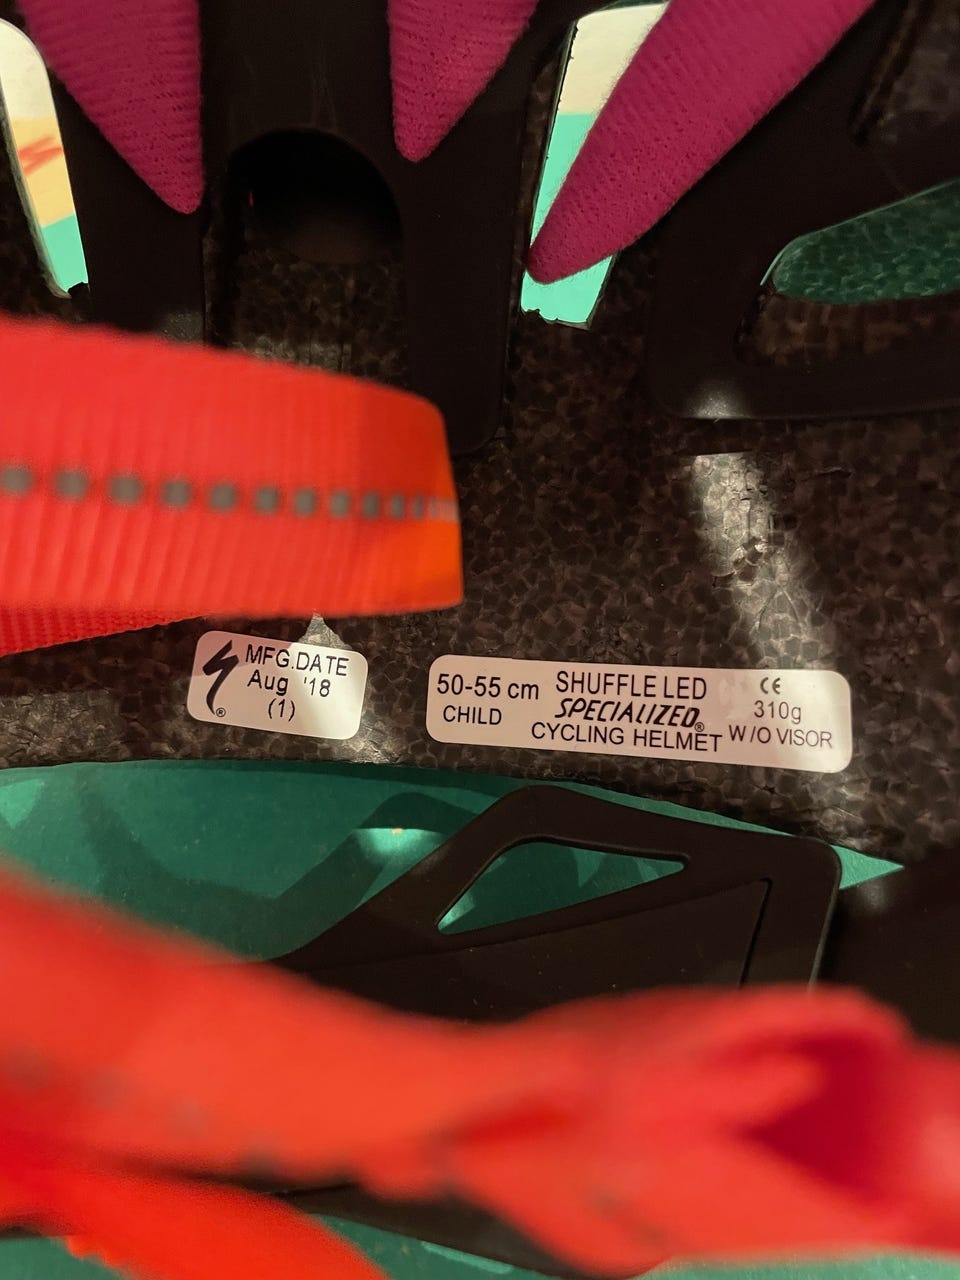 MFG.DATE
Aug '18
(1)
®
50-55 cm
CHILD
SHUFFLE LED
SPECIALIZED®
CYCLING HELMET
CE
310g
W/O VISOR